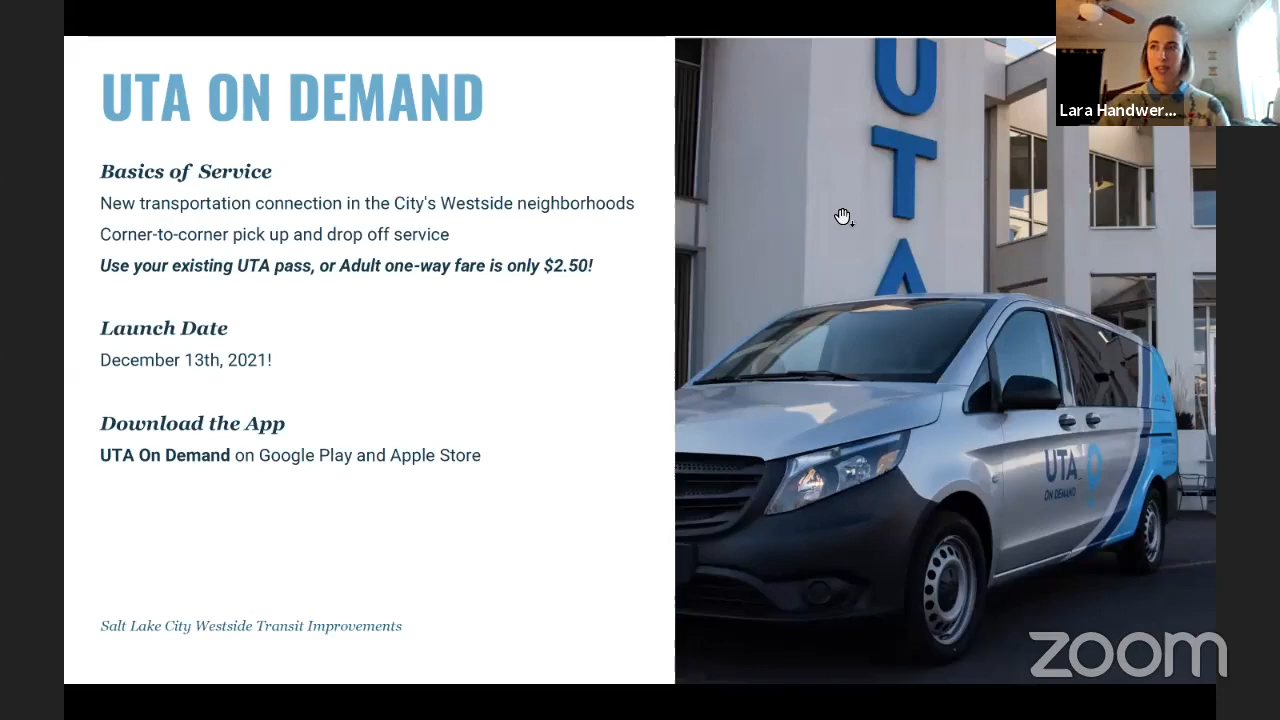 UTA ON DEMAND
Basics of Service
New transportation connection in the City's Westside neighborhoods
Corner-to-corner pick up and drop off service
Use your existing UTA pass, or Adult one-way fare is only $2.50!
Launch Date
December 13th, 2021!
Download the App
UTA On Demand on Google Play and Apple Store
Salt Lake City Westside Transit Improvements
UTA
UTA
ON DEMAND
Lara Handwer...
zoom